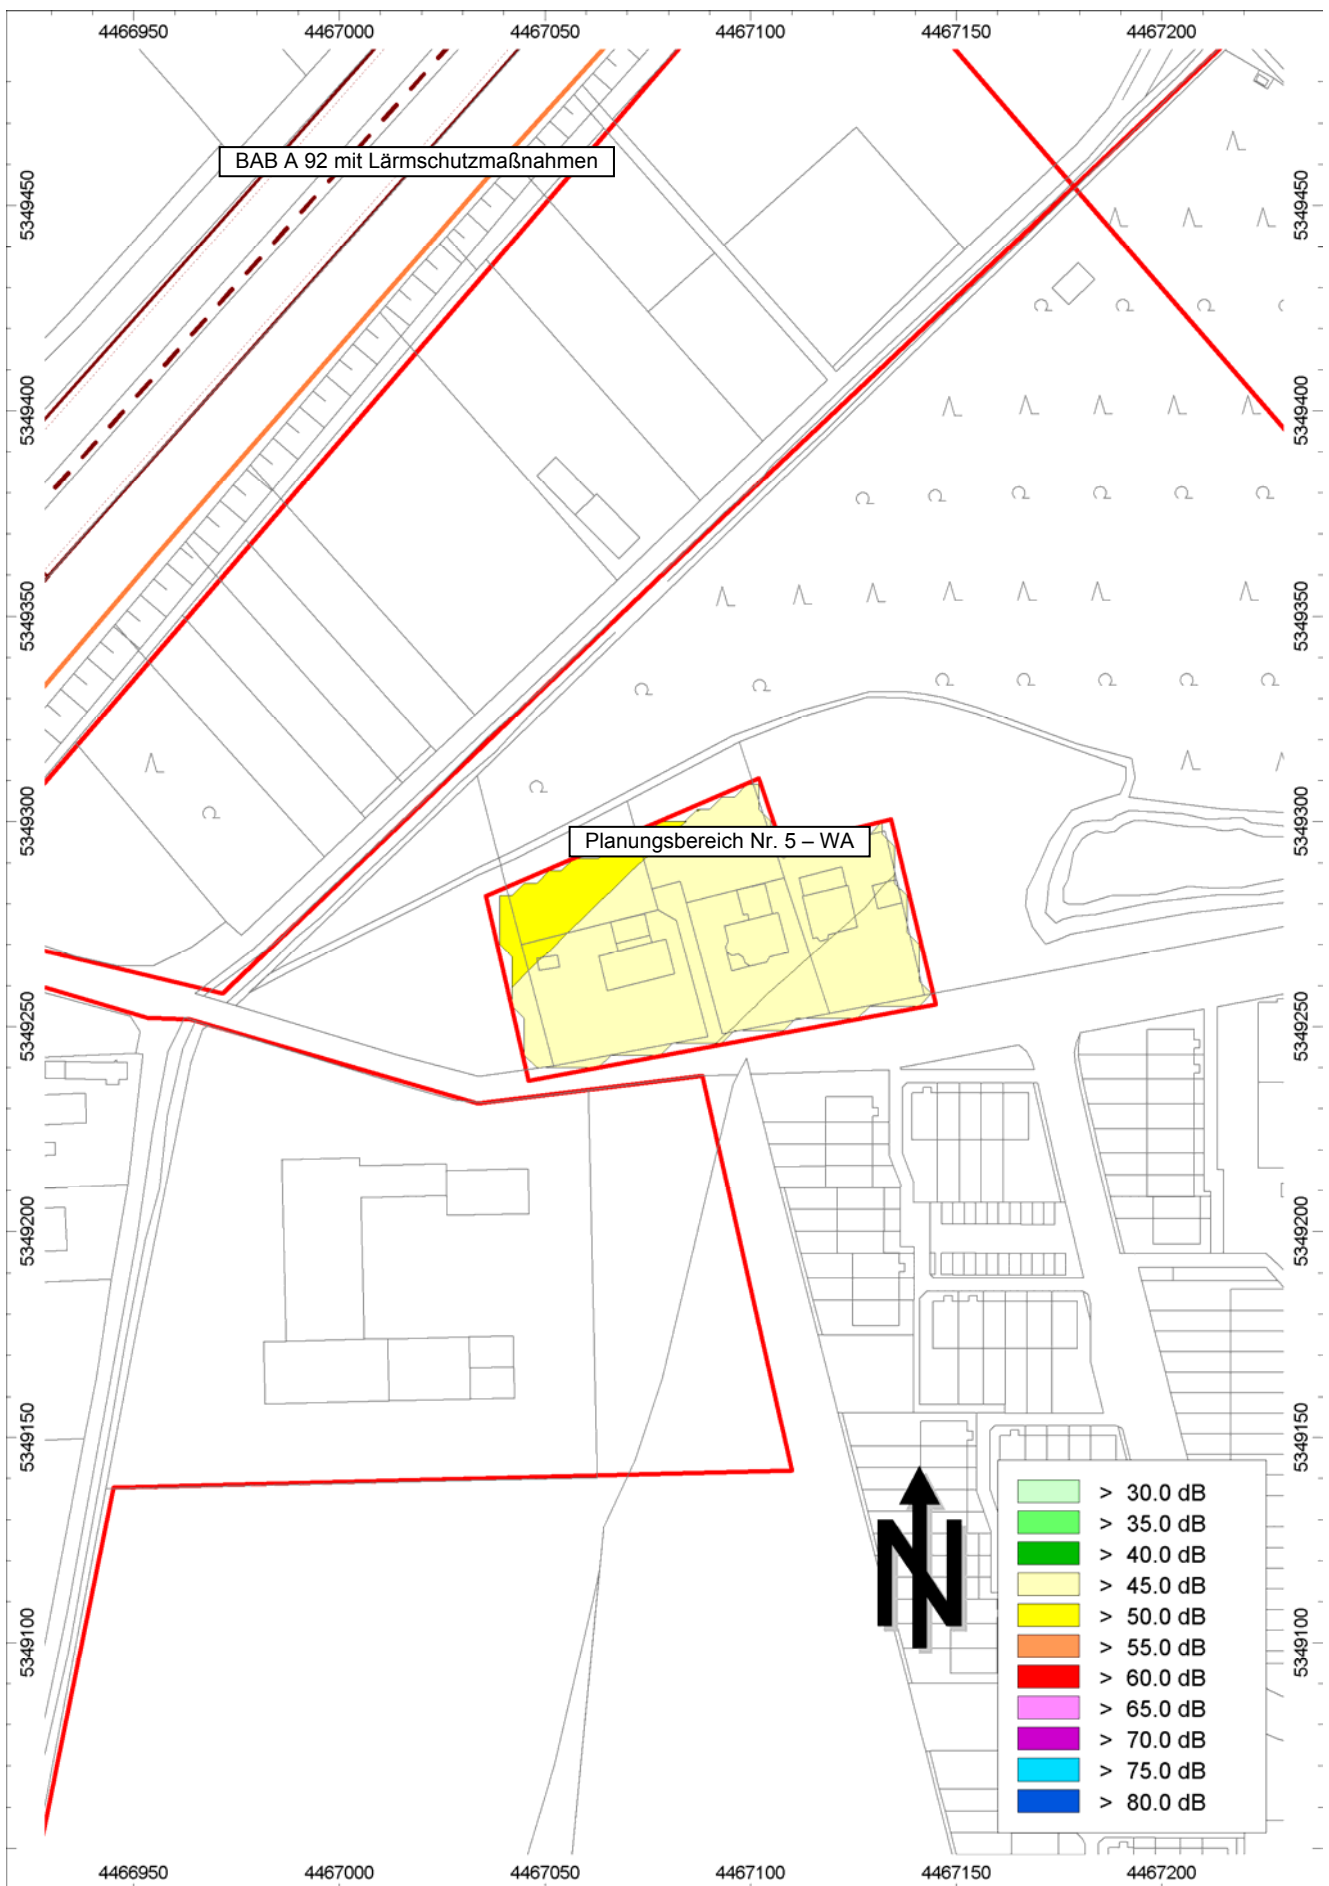 4466950 4467000 4467050 4467100 4467150 4467200
BAB A 92 mit Lärmschutzmaßnahmen
5349450 5349450
5349400 5349400
5349350 5349350
5349300 5349300
Planungsbereich Nr. 5 – WA
5349250 5349250
5349200 5349200
5349150 5349150
5349100 5349100
N
> 30.0 dB
> 35.0 dB
> 40.0 dB
> 45.0 dB
> 50.0 dB
> 55.0 dB
> 60.0 dB
> 65.0 dB
> 70.0 dB
> 75.0 dB
> 80.0 dB
4466950 4467000 4467050 4467100 4467150 4467200